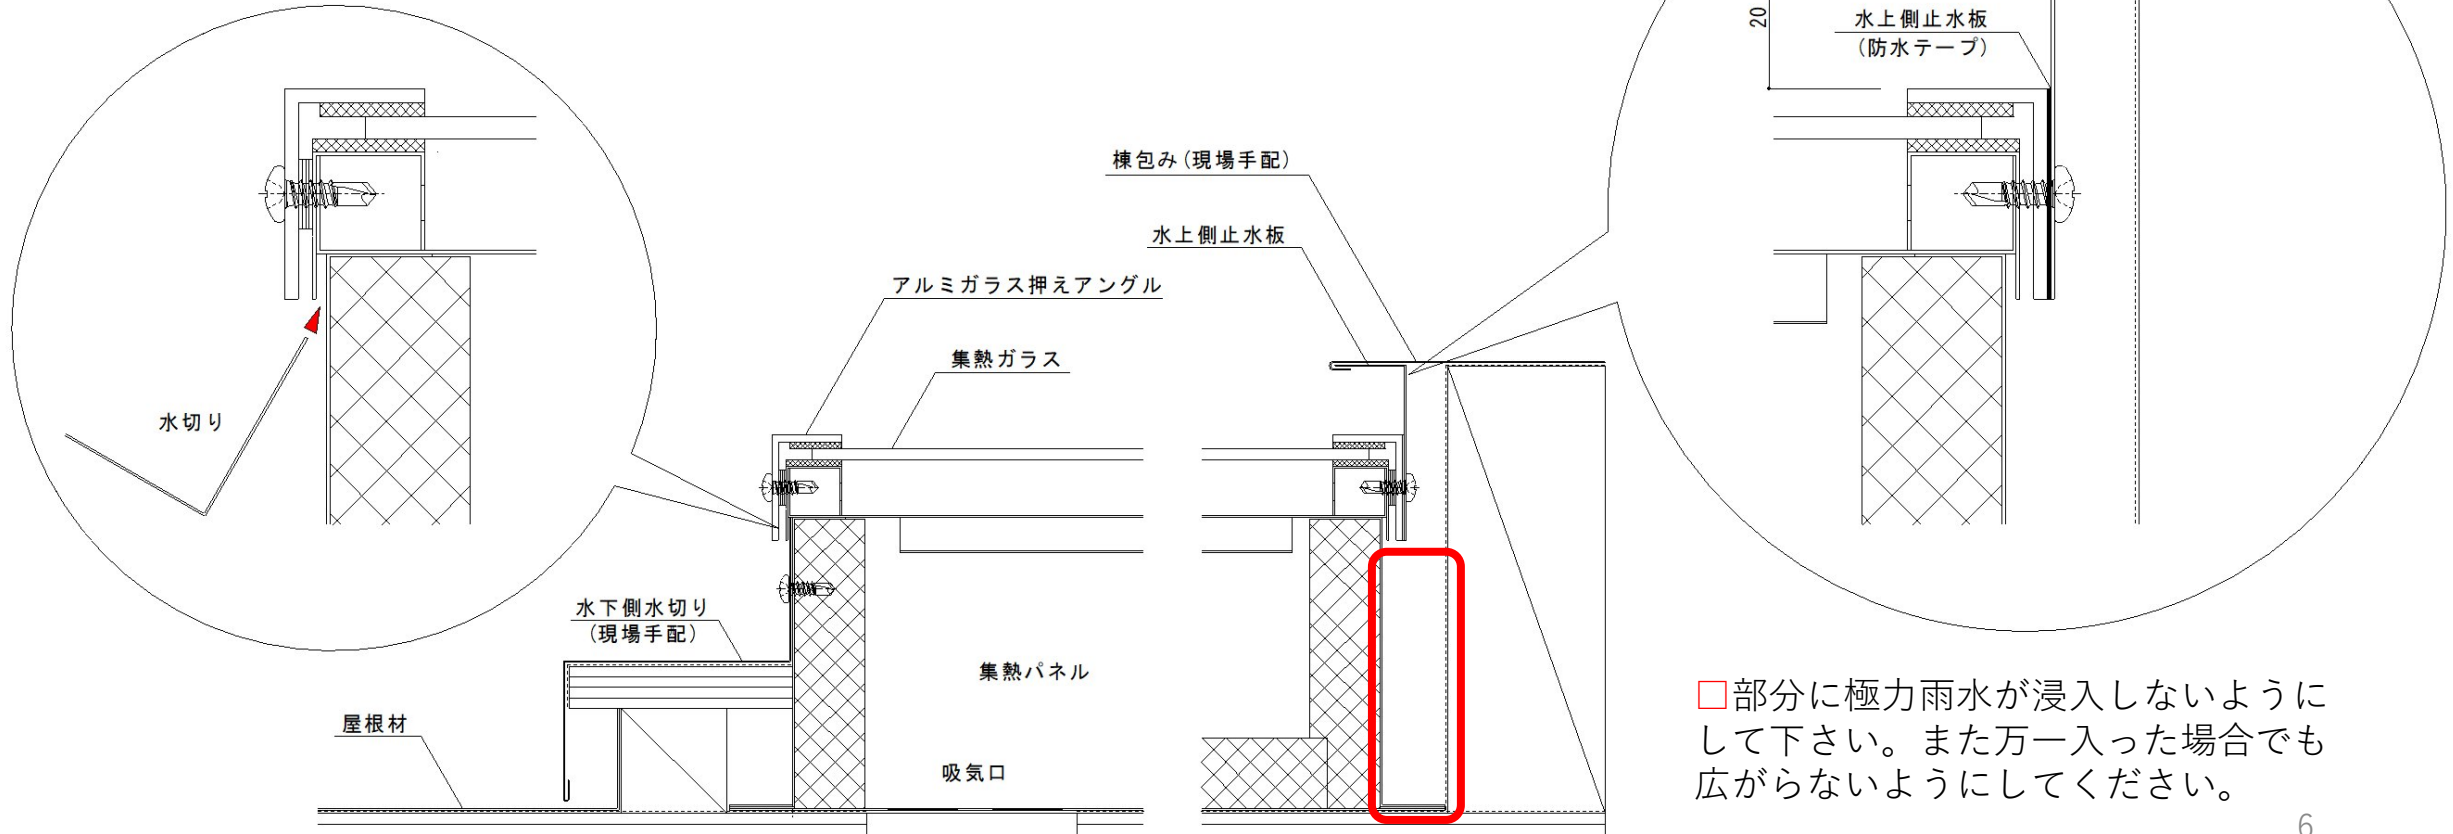 20
水上側止水板
(防水テープ)
棟包み(現場手配)
水上側止水板
アルミガラス押えアングル
集熱ガラス
水切り
水下側水切り
(現場手配)
集熱パネル
屋根材
吸気口
□部分に極力雨水が浸入しないように
して下さい。また万一入った場合でも
広がらないようにしてください。
6